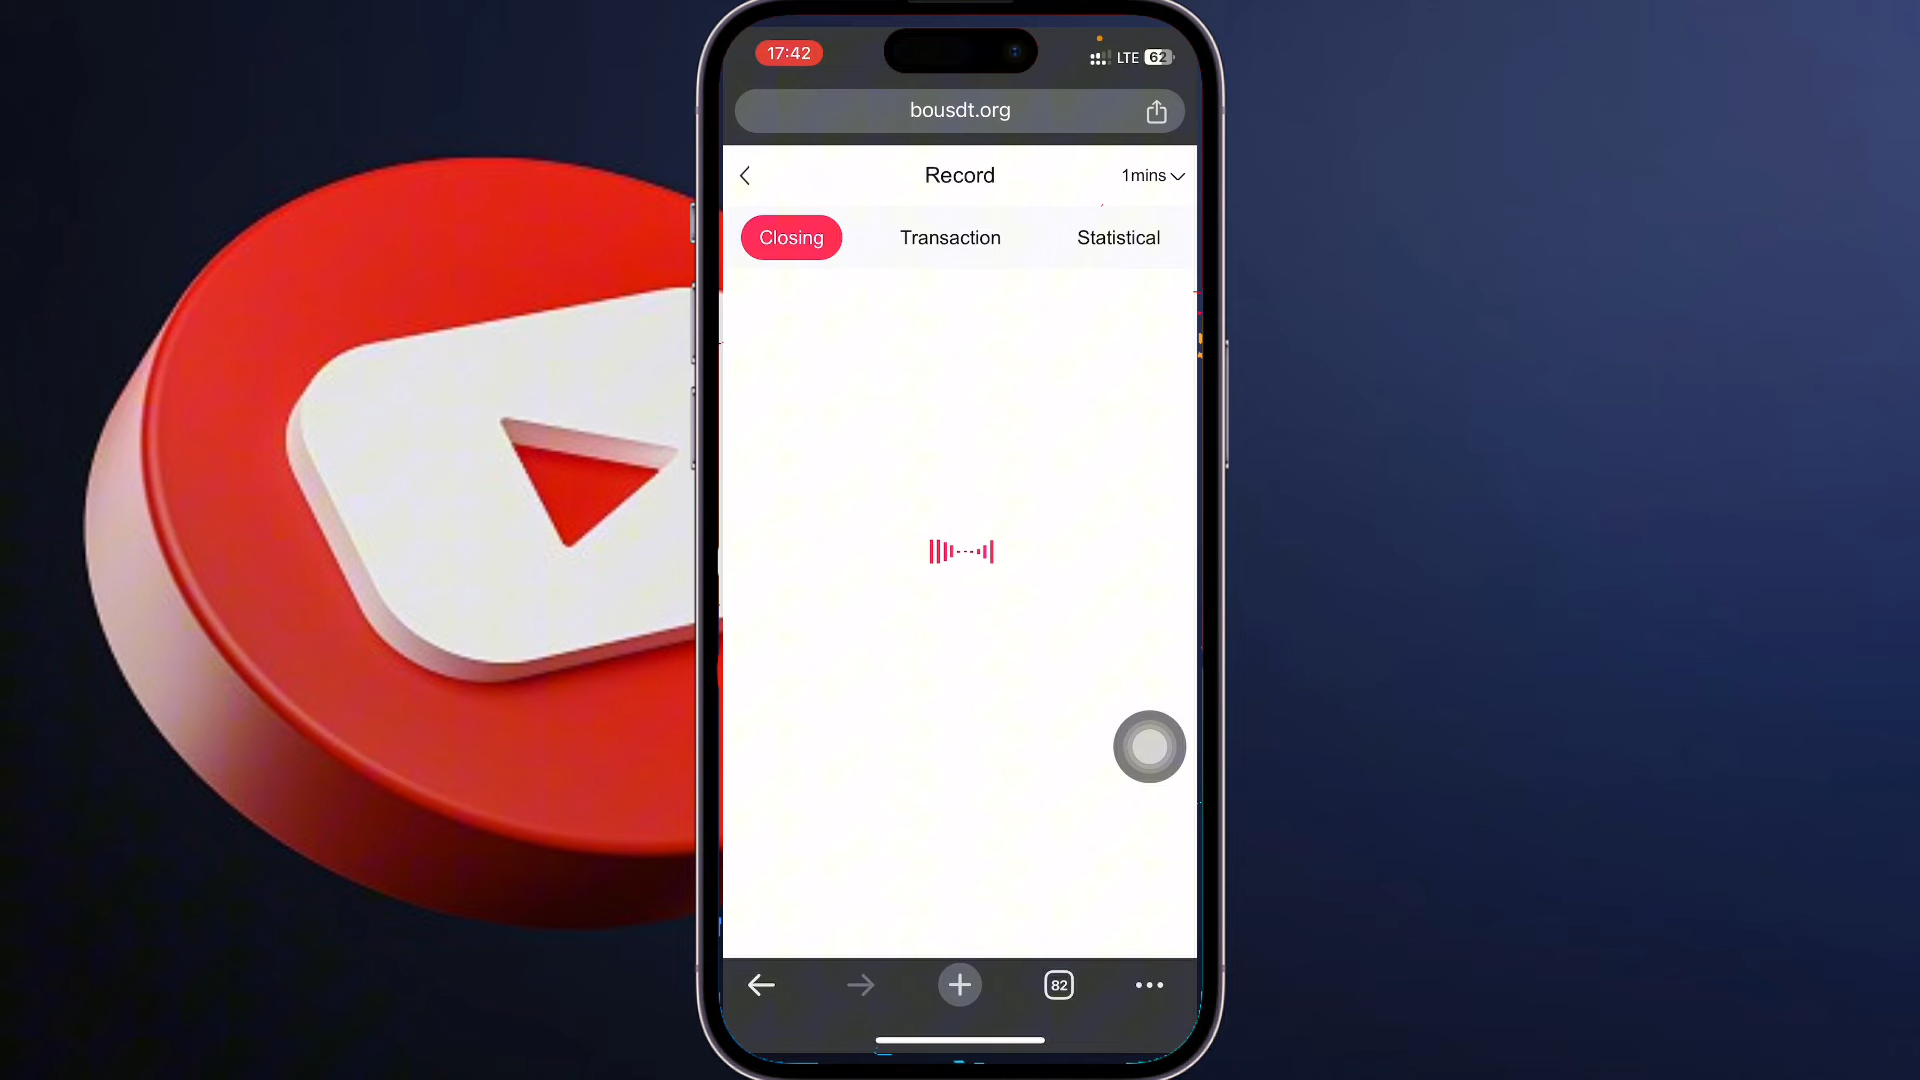 17:42
LTE 62
bousdt.org
Record
1mins
Closing Transaction Statistical
82